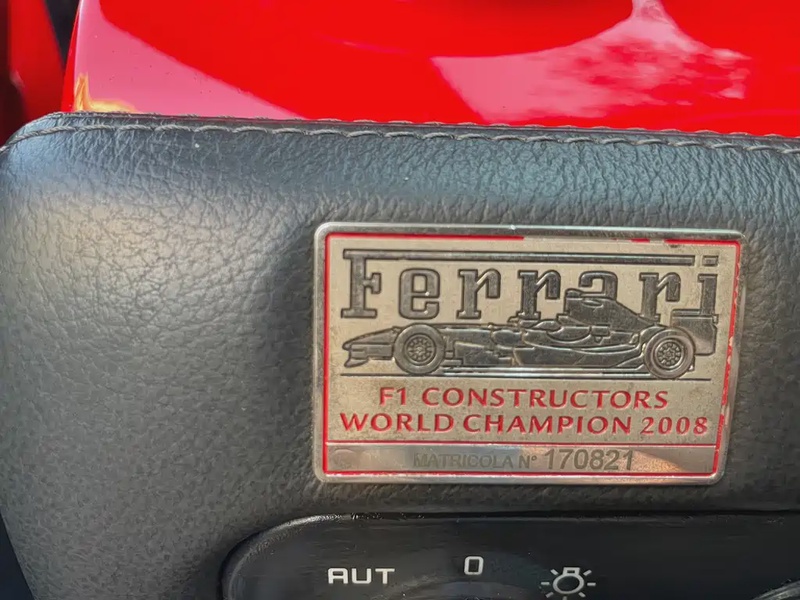 Ferrari
F1 CONSTRUCTORS
WORLD CHAMPION 2008
MATRICOLA N° 170821
AUT 0